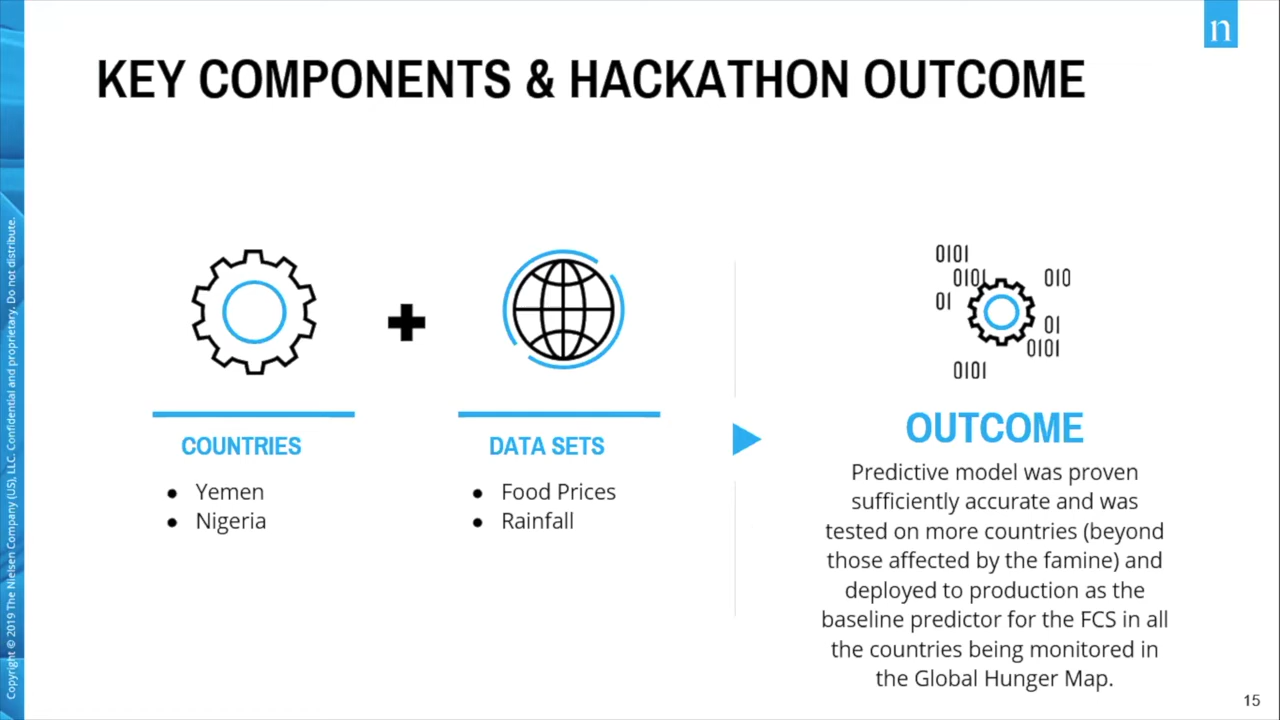 n
KEY COMPONENTS & HACKATHON OUTCOME
0101
0101
010
01
01
0101
0101
COUNTRIES
● Yemen
● Nigeria
DATA SETS
● Food Prices
● Rainfall
OUTCOME
Predictive model was proven
sufficiently accurate and was
tested on more countries (beyond
those affected by the famine) and
deployed to production as the
baseline predictor for the FCS in all
the countries being monitored in
the Global Hunger Map.
Copyright © 2019 The Nielsen Company (US), LLC. Confidential and proprietary. Do not distribute.
15